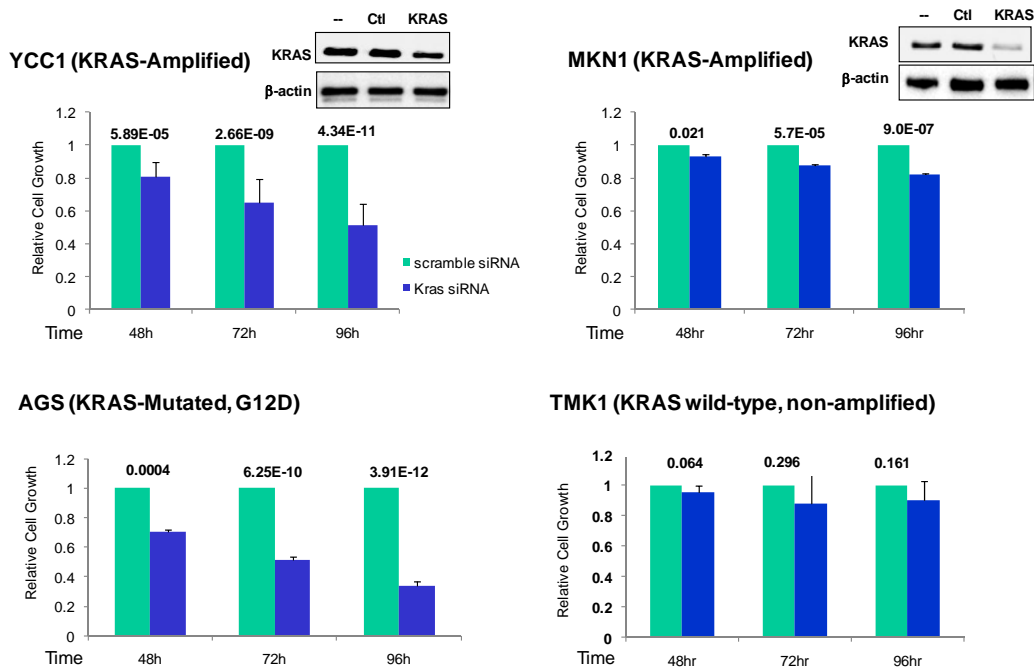 -- Ctl KRAS
KRAS
β-actin
YCC1 (KRAS-Amplified)
1.2
1
0.8
0.6
0.4
0.2
0
Relative Cell Growth
5.89E-05 2.66E-09 4.34E-11
scramble siRNA
Kras siRNA
Time 48h 72h 96h
-- Ctl KRAS
KRAS
β-actin
MKN1 (KRAS-Amplified)
1.2
1
0.8
0.6
0.4
0.2
0
Relative Cell Growth
0.021 5.7E-05 9.0E-07
Time 48hr 72hr 96hr
AGS (KRAS-Mutated, G12D)
1.2
1
0.8
0.6
0.4
0.2
0
Relative Cell Growth
0.0004 6.25E-10 3.91E-12
Time 48h 72h 96h
TMK1 (KRAS wild-type, non-amplified)
1.2
1
0.8
0.6
0.4
0.2
0
Relative Cell Growth
0.064 0.296 0.161
Time 48hr 72hr 96hr